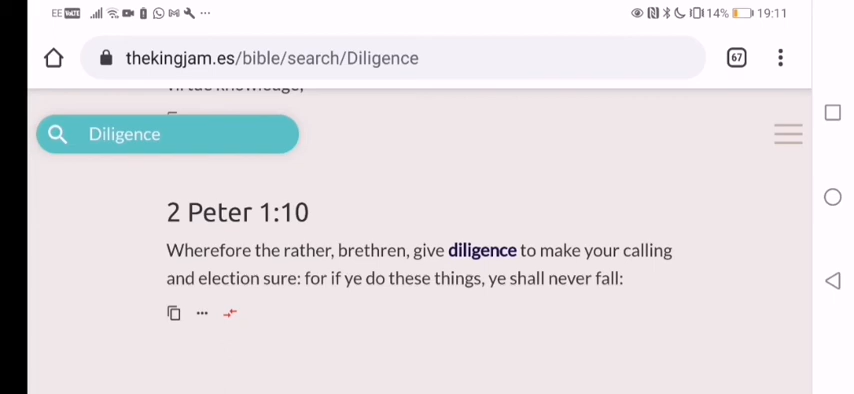 EE VoLTE 14% 19:11
thekingjam.es/bible/search/Diligence 67
Diligence
2 Peter 1:10
Wherefore the rather, brethren, give diligence to make your calling
and election sure: for if ye do these things, ye shall never fall: